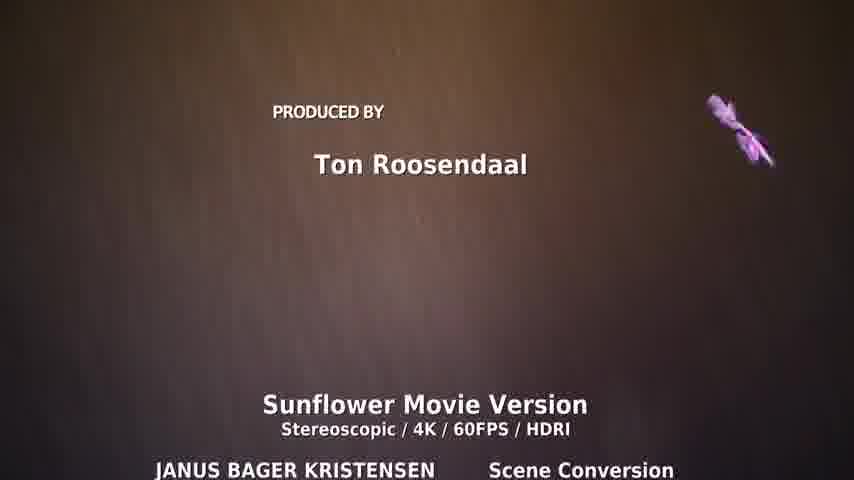 PRODUCED BY
Ton Roosendaal
Sunflower Movie Version
Stereoscopic / 4K / 60FPS / HDRI
JANUS BAGER KRISTENSEN Scene Conversion